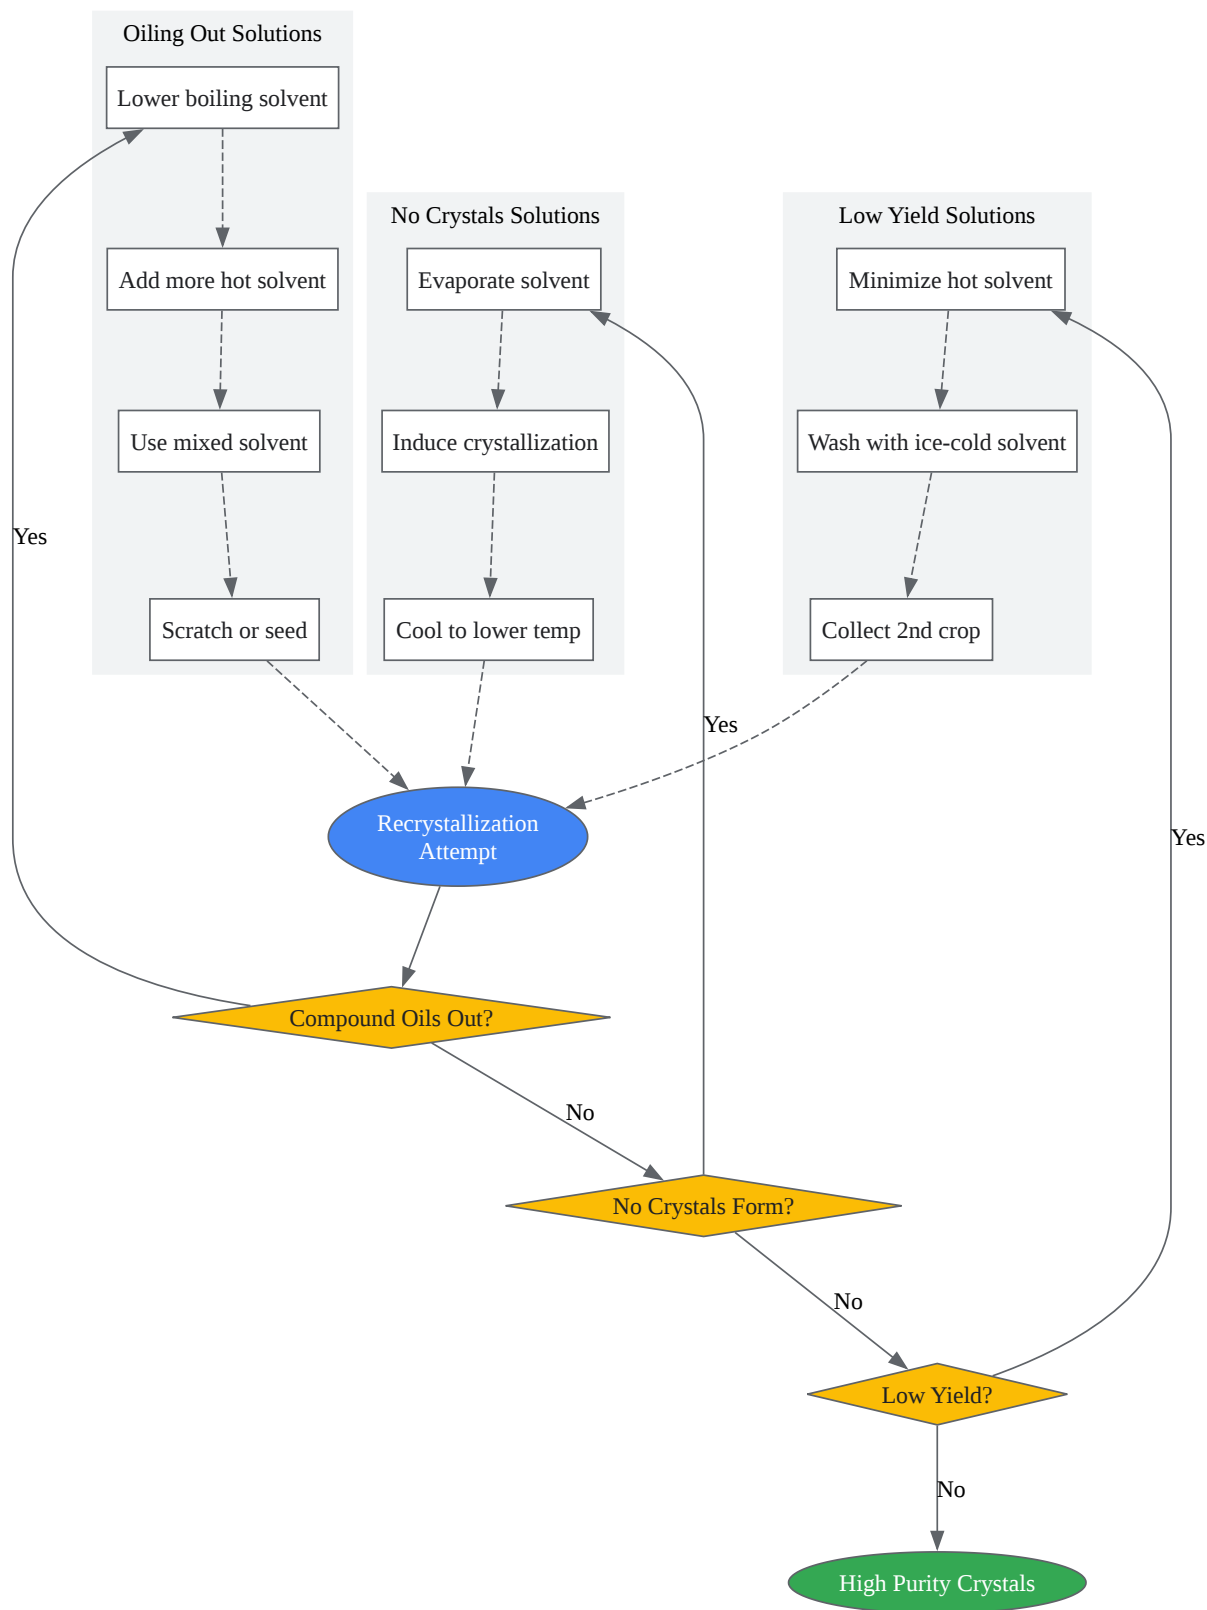 Oiling Out Solutions
Lower boiling solvent
Add more hot solvent
Use mixed solvent
Scratch or seed
No Crystals Solutions
Evaporate solvent
Induce crystallization
Cool to lower temp
Low Yield Solutions
Minimize hot solvent
Wash with ice-cold solvent
Collect 2nd crop
Yes
Yes
Yes
Recrystallization
Attempt
Compound Oils Out?
No
No Crystals Form?
No
Low Yield?
No
High Purity Crystals